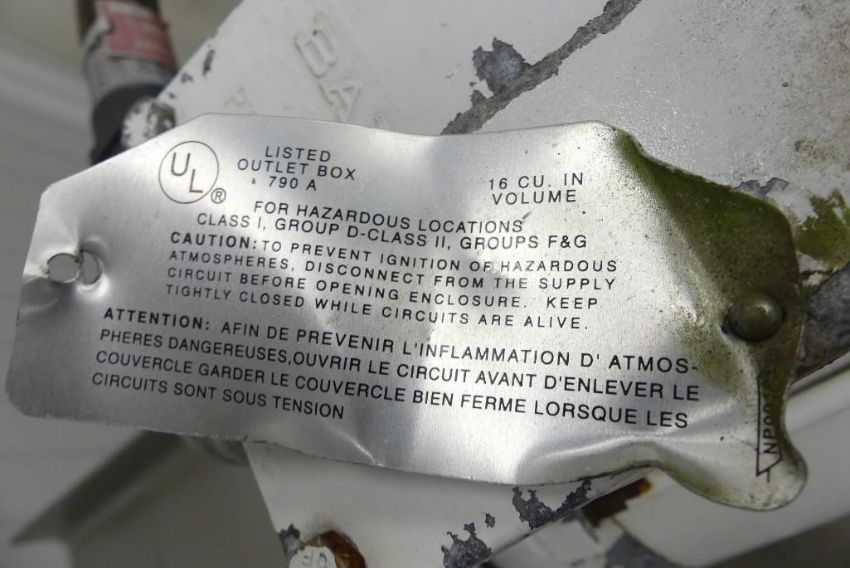 BA
UL®
LISTED
OUTLET BOX
790 A
16 CU. IN
VOLUME
FOR HAZARDOUS LOCATIONS
CLASS I, GROUP D-CLASS II, GROUPS F&G
CAUTION: TO PREVENT IGNITION OF HAZARDOUS
ATMOSPHERES, DISCONNECT FROM THE SUPPLY
CIRCUIT BEFORE OPENING ENCLOSURE. KEEP
TIGHTLY CLOSED WHILE CIRCUITS ARE ALIVE.
ATTENTION: AFIN DE PREVENIR L'INFLAMMATION D' ATMOS-
PHERES DANGEREUSES,OUVRIR LE CIRCUIT AVANT D'ENLEVER LE
COUVERCLE GARDER LE COUVERCLE BIEN FERME LORSQUE LES
CIRCUITS SONT SOUS TENSION